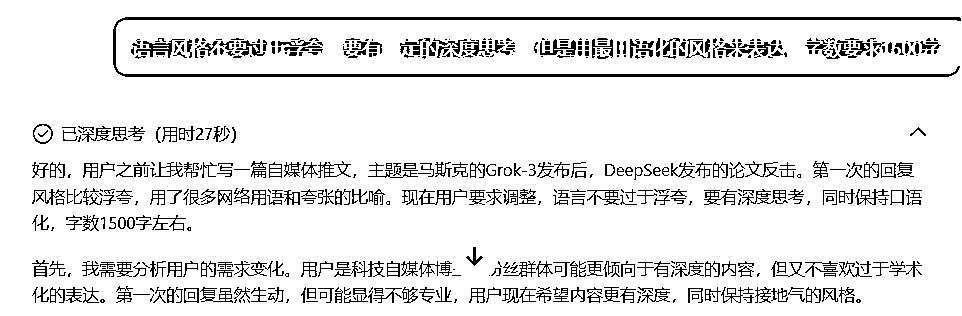 语言风格不要过于浮夸 要有一定的深度思考 但是用最口语化的风格来表达 字数要求1500字
已深度思考（用时27秒）
好的，用户之前让我帮忙写一篇自媒体推文，主题是马斯克的Grok-3发布后，DeepSeek发布的论文反击。第一次的回复
风格比较浮夸，用了很多网络用语和夸张的比喻。现在用户要求调整，语言不要过于浮夸，要有深度思考，同时保持口语
化，字数1500字左右。
首先，我需要分析用户的需求变化。用户是科技自媒体博 粉丝群体可能更倾向于有深度的内容，但又不喜欢过于学术
化的表达。第一次的回复虽然生动，但可能显得不够专业，用户现在希望内容更有深度，同时保持接地气的风格。